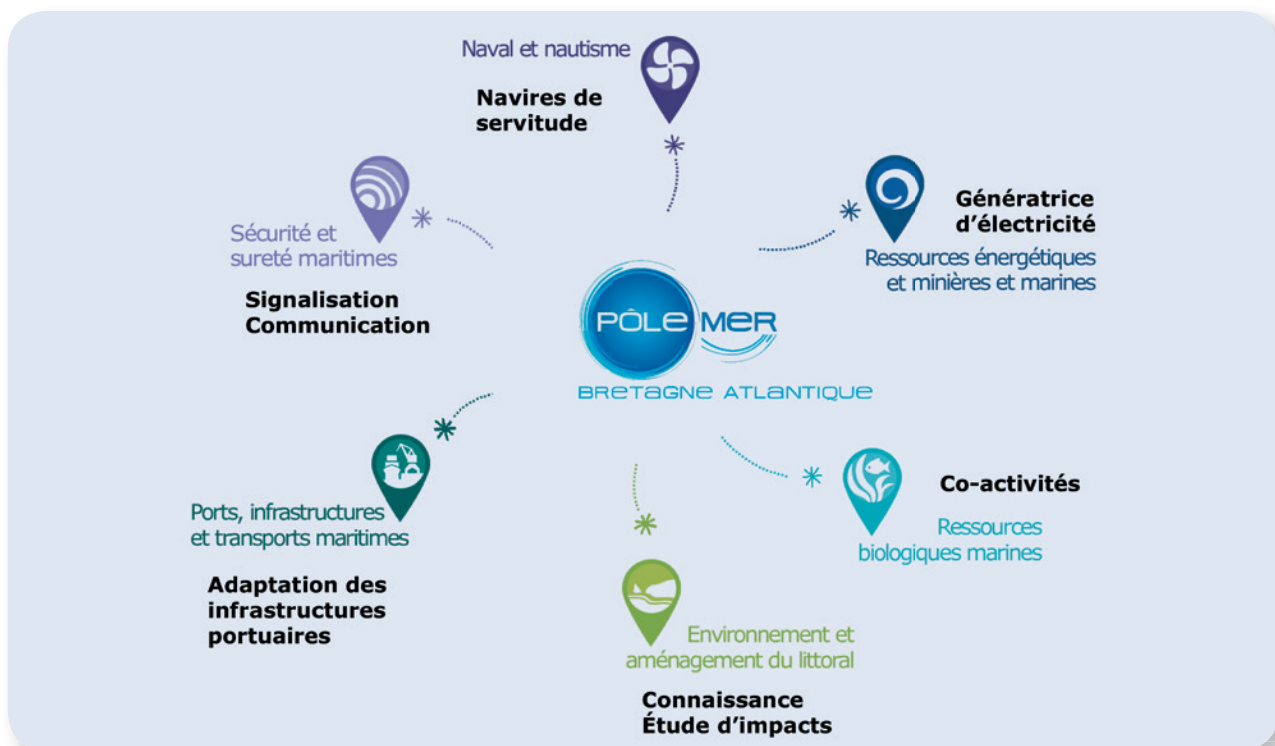 Naval et nautisme
Navires de
servitude
Sécurité et
sureté maritimes
Signalisation
Communication
Génératrice
d'électricité
Ressources énergétiques
et minières et marines
PÔLE MER
BRETAGNE ATLANTIQUE
Ports, infrastructures
et transports maritimes
Adaptation des
infrastructures
portuaires
Co-activités
Ressources
biologiques marines
Environnement et
aménagement du littoral
Connaissance
Étude d'impacts